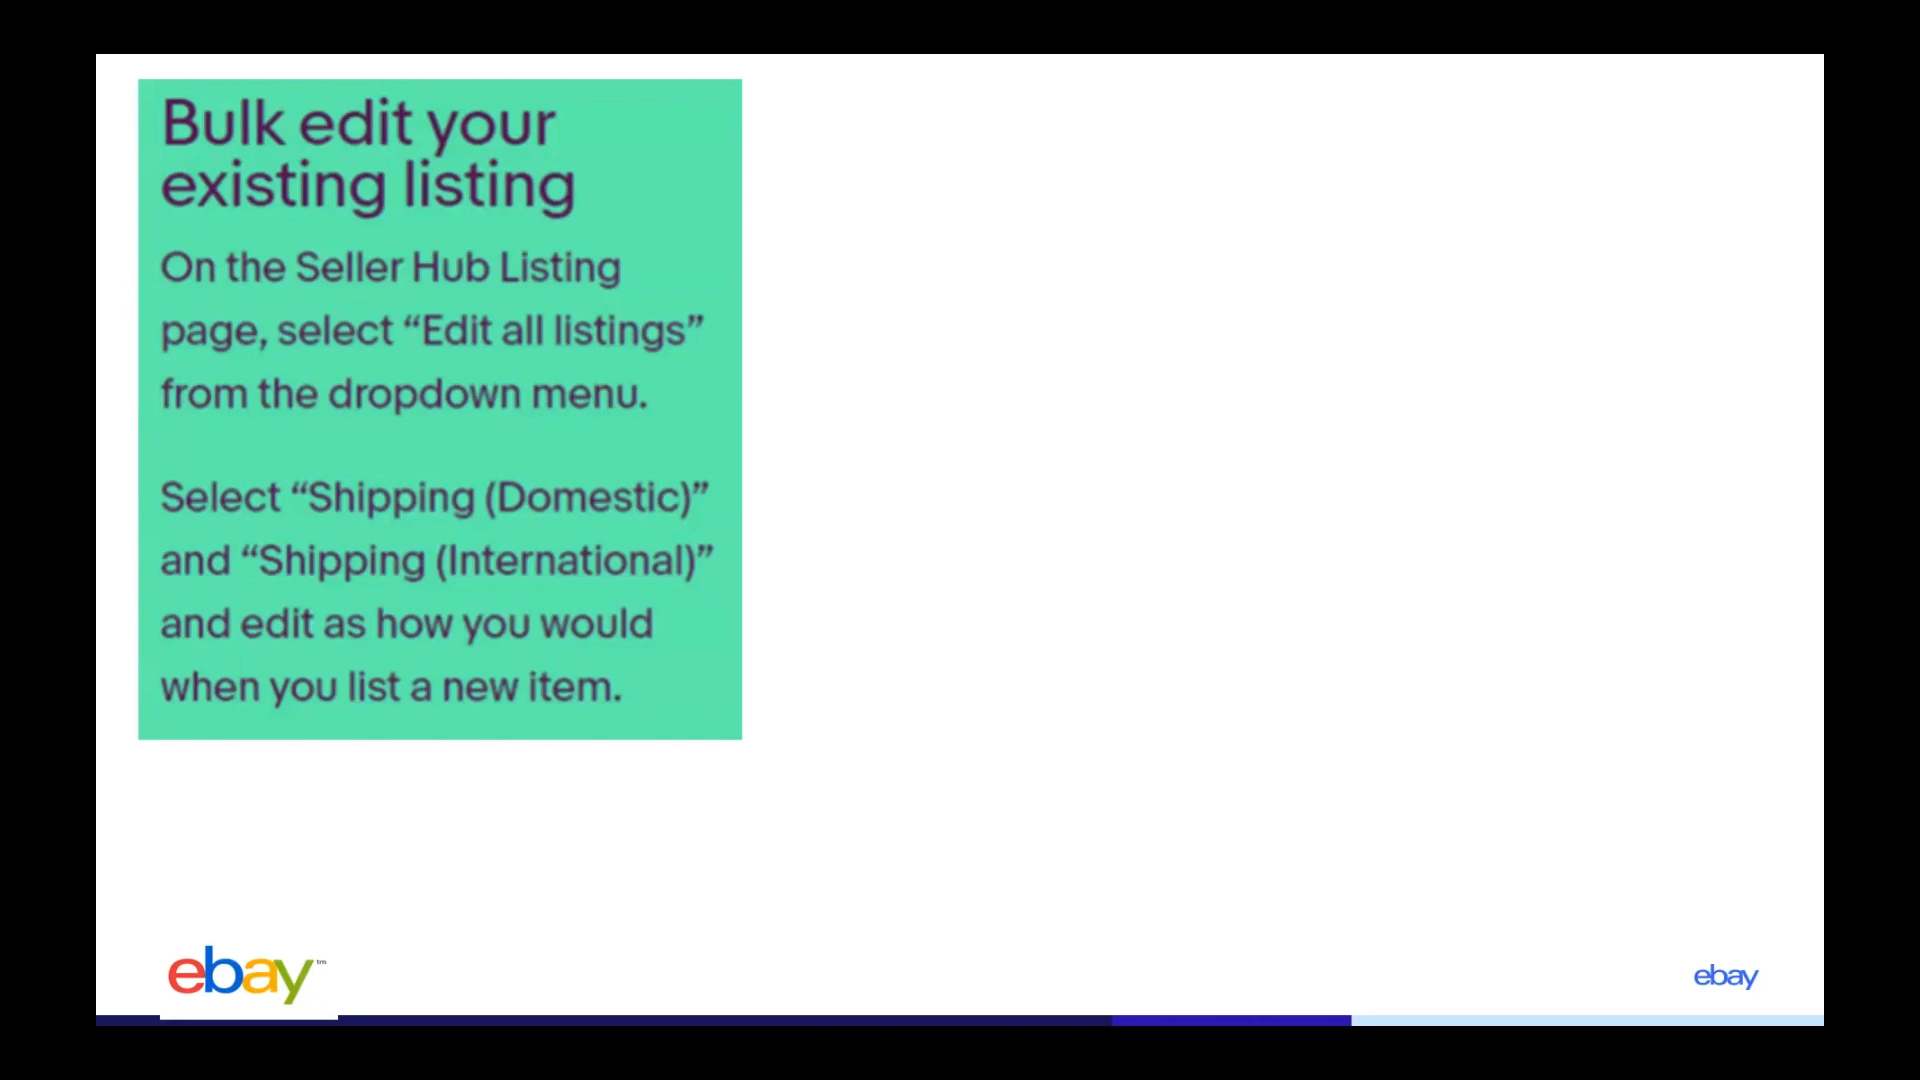 Bulk edit your
existing listing
On the Seller Hub Listing
page, select “Edit all listings”
from the dropdown menu.
Select “Shipping (Domestic)”
and “Shipping (International)”
and edit as how you would
when you list a new item.
ebay™
ebay